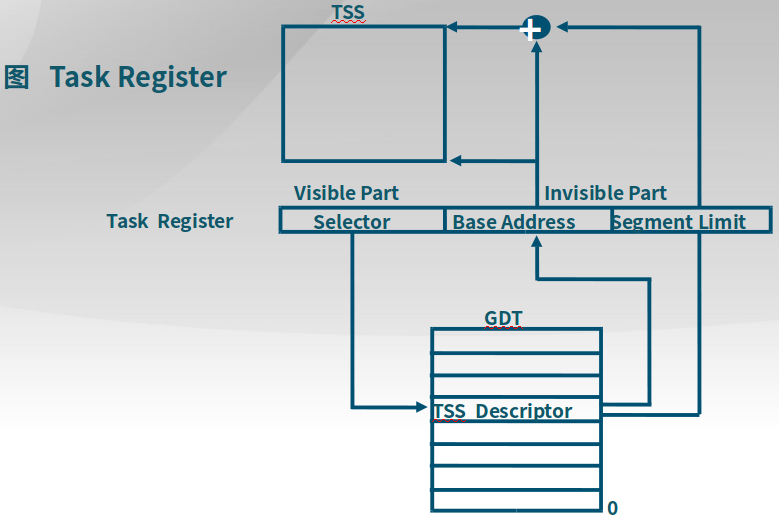 TSS
图 Task Register
Visible Part Invisible Part
Task Register Selector Base Address Segment Limit
GDT
TSS Descriptor
0